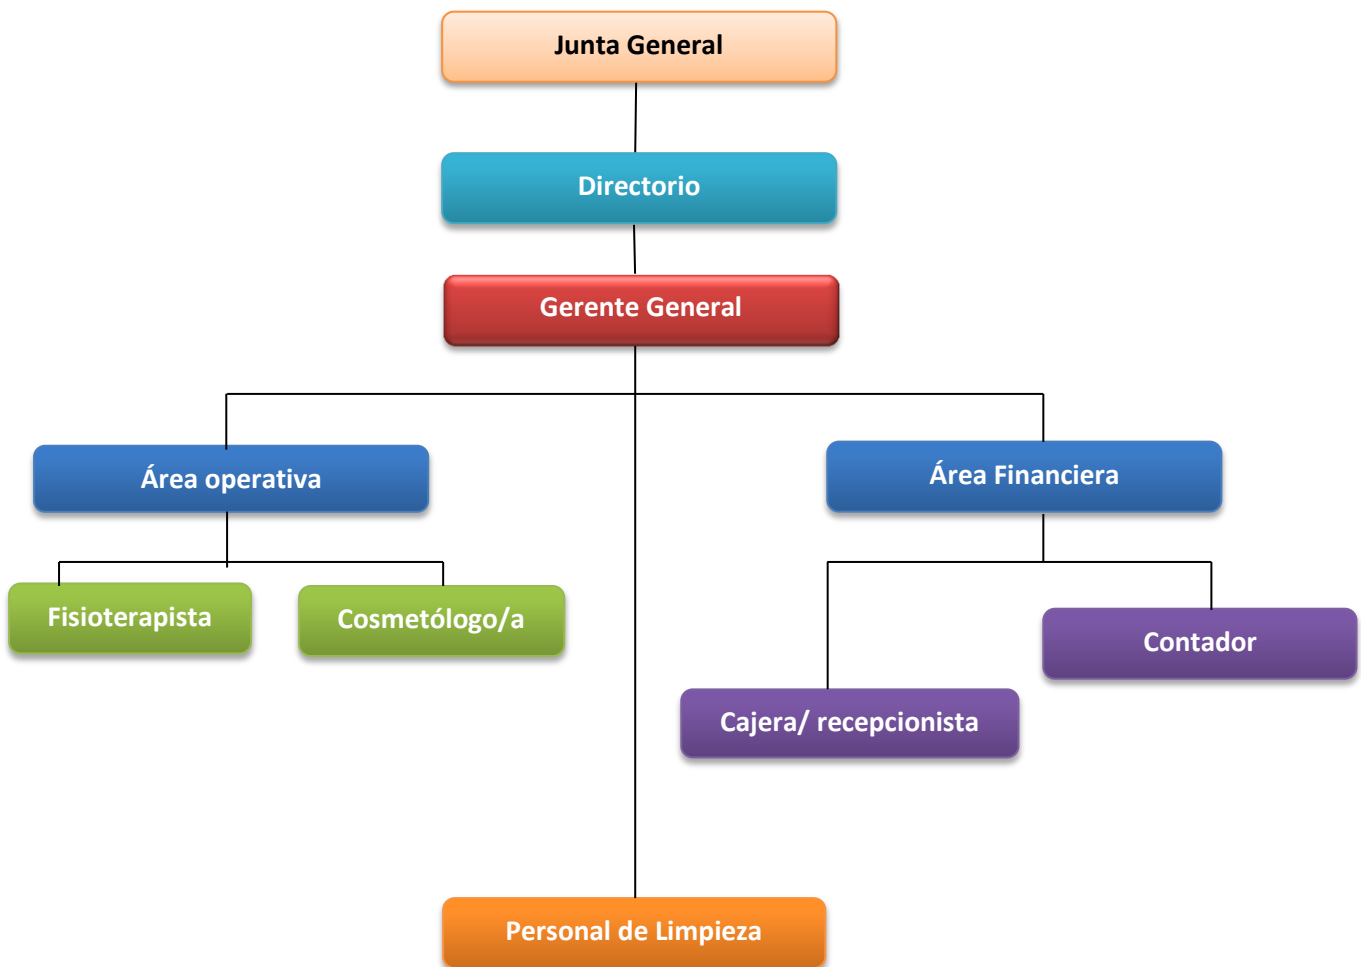 Junta General
Directorio
Gerente General
Área operativa
Área Financiera
Fisioterapista
Cosmetólogo/a
Contador
Cajera/ recepcionista
Personal de Limpieza